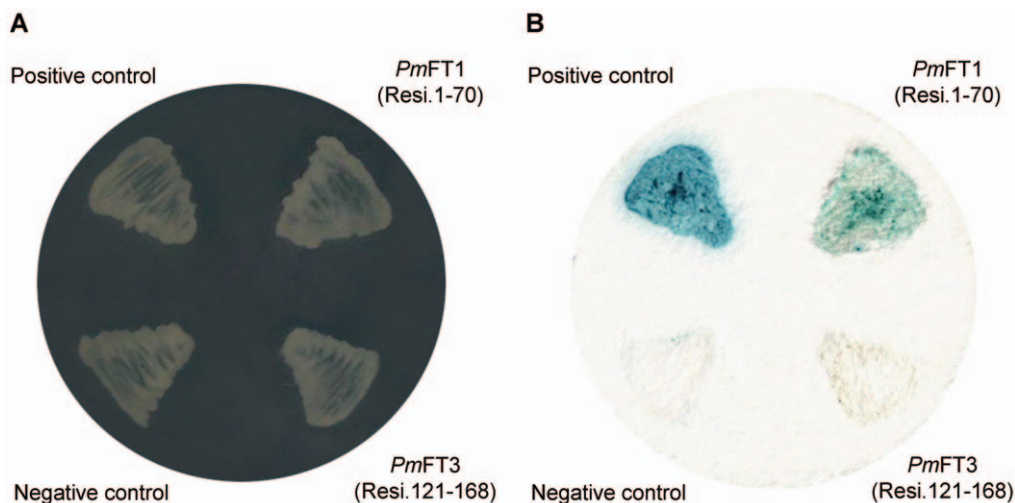 A
Positive control
PmFT1
(Resi.1-70)
Negative control
PmFT3
(Resi.121-168)
B
Positive control
PmFT1
(Resi.1-70)
Negative control
PmFT3
(Resi.121-168)